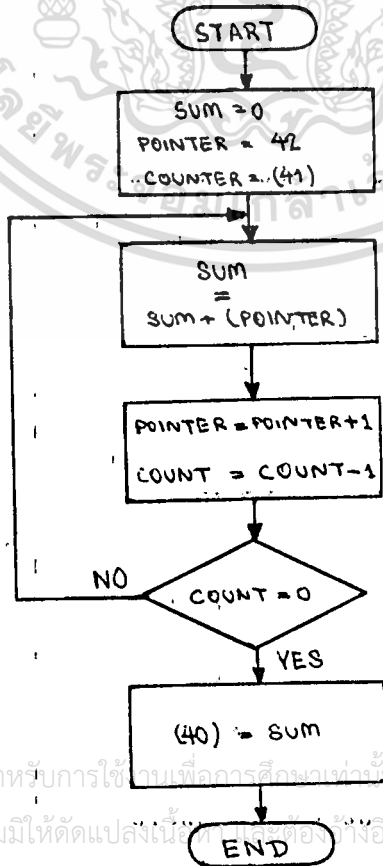 START
SUM = 0
POINTER = 42
COUNTER = (41)
SUM
=
SUM + (POINTER)
POINTER = POINTER + 1
COUNT = COUNT - 1
NO
COUNT = 0
YES
(40) = SUM
END